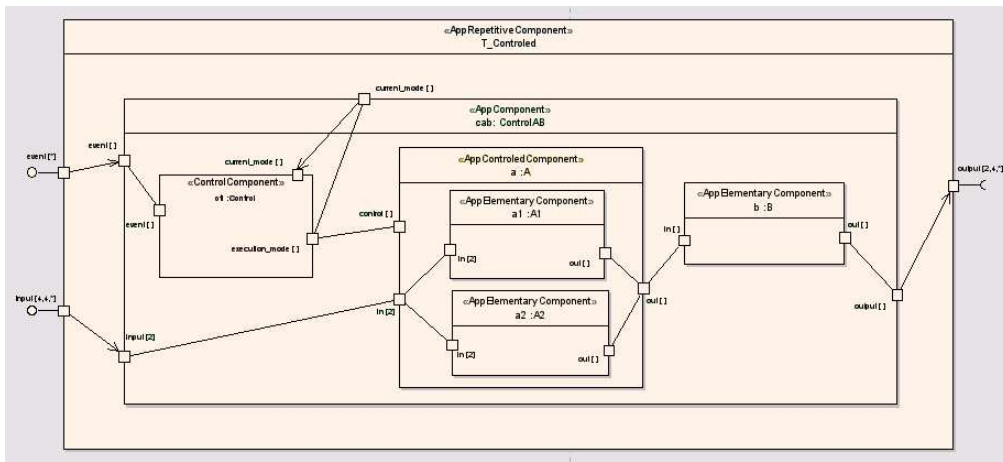 «AppRepetitiveComponent»
T_Controled
current_mode [ ]
«AppComponent»
cab: ControlAB
event [*]
event [ ]
current_mode [ ]
«AppControledComponent»
a :A
output [2,4,*]
«ControlComponent»
:Control
«AppElementaryComponent»
a1 :A1
«AppElementaryComponent»
b :B
control [ ]
event [ ]
in [ ]
out [ ]
execution_mode [ ]
in [2]
out [ ]
input [4,4,*]
in [2]
«AppElementaryComponent»
a2 :A2
out [ ]
output [ ]
input [2]
in [2]
out [ ]